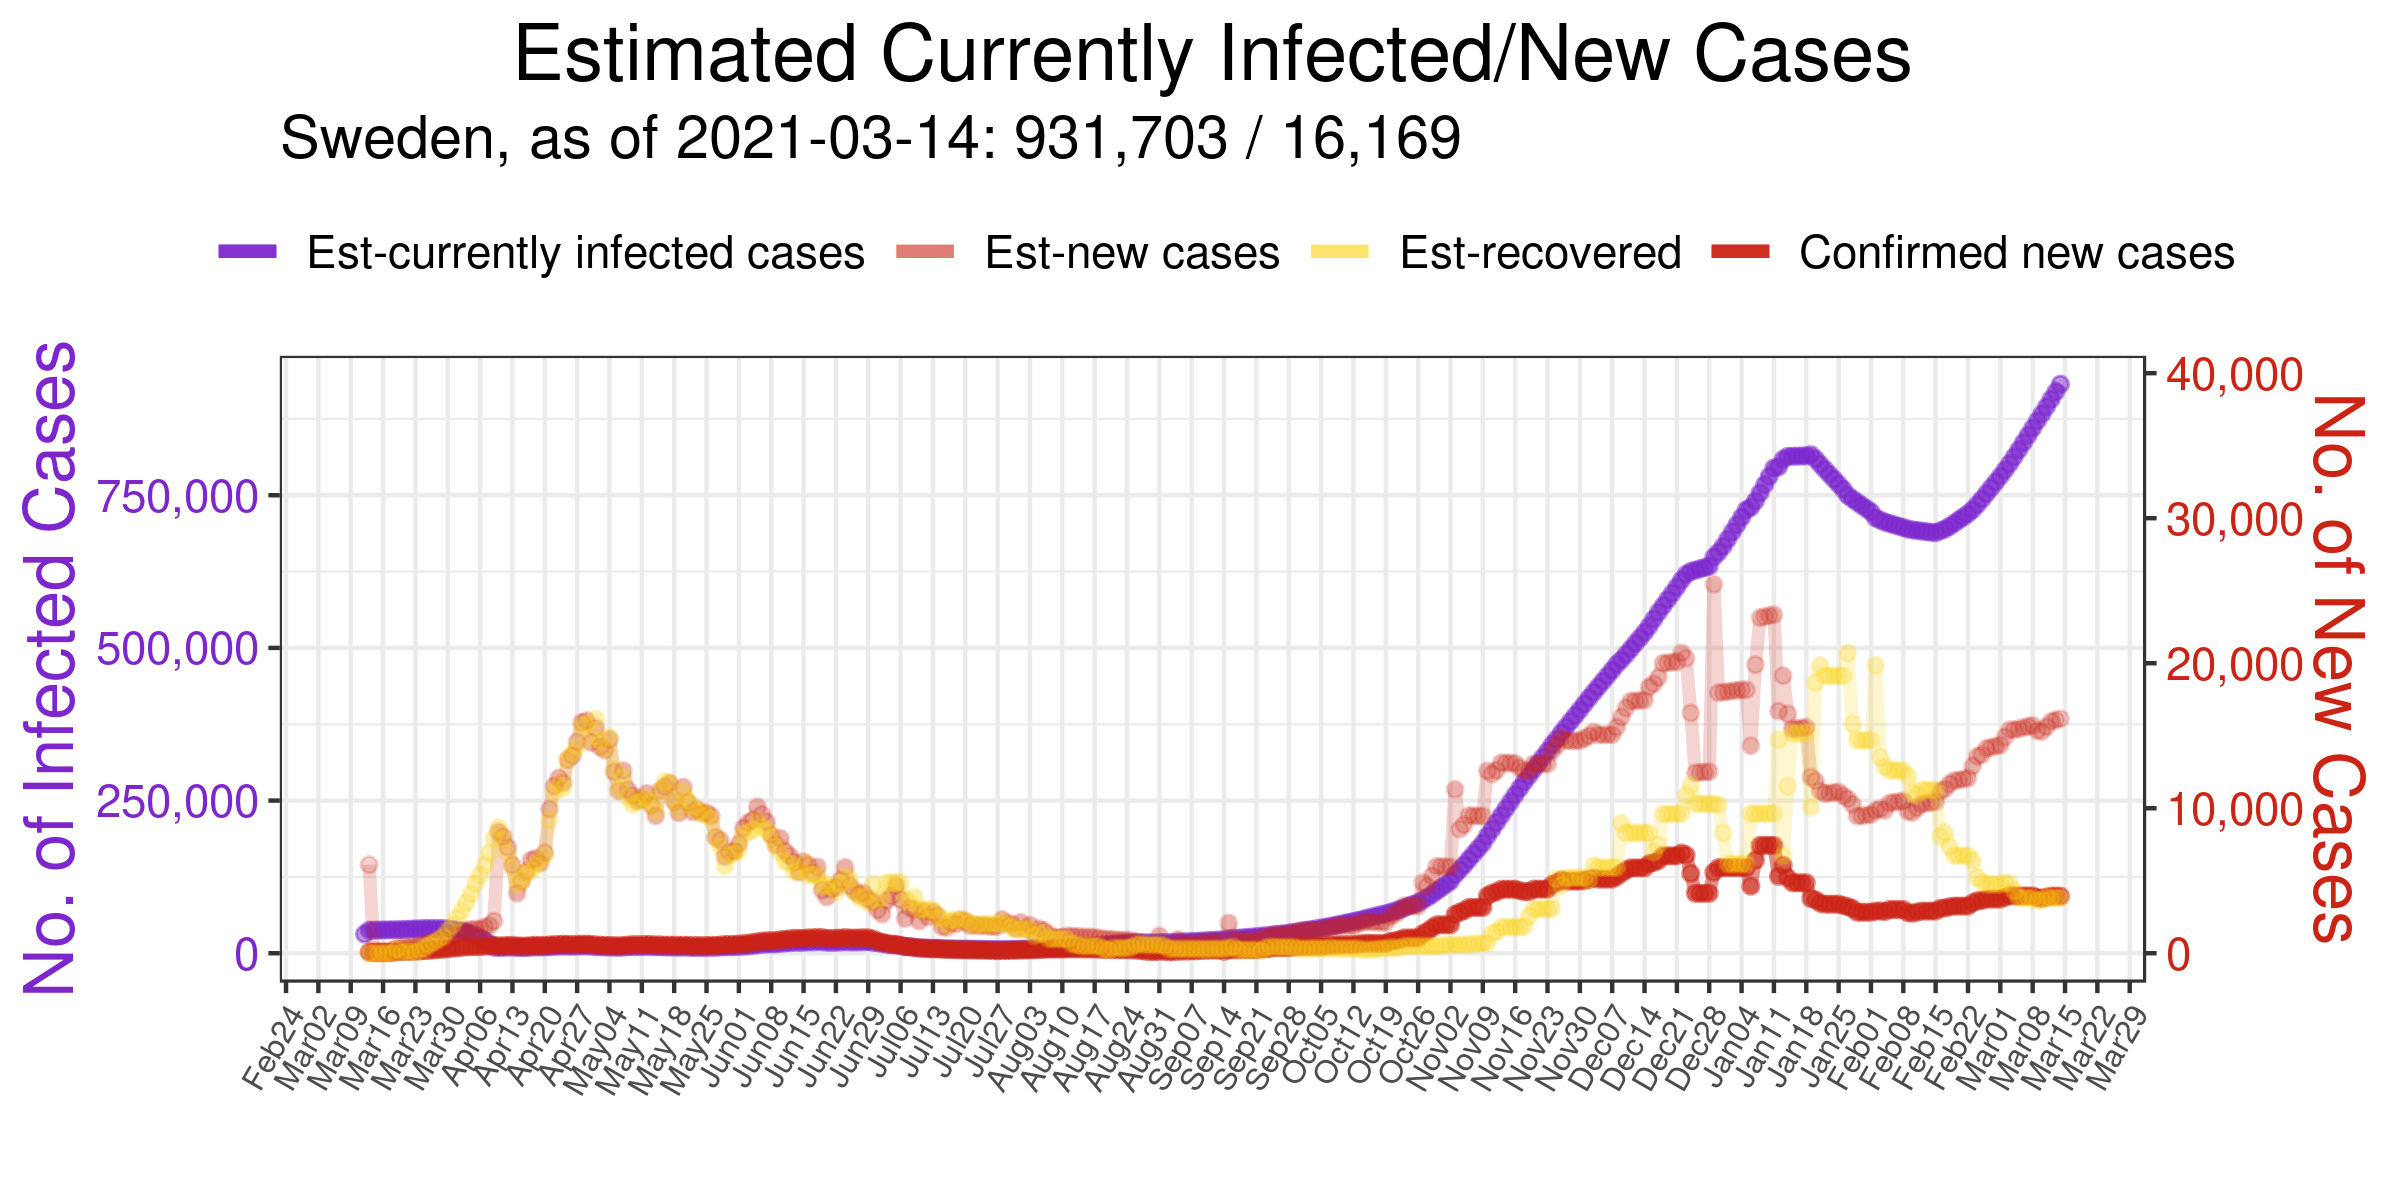 Estimated Currently Infected/New Cases
Sweden, as of 2021-03-14: 931,703 / 16,169
Est-currently infected cases Est-new cases Est-recovered Confirmed new cases
No. of Infected Cases
750,000
500,000
250,000
0
40,000
30,000
20,000
10,000
0
No. of New Cases
Feb24 Mar02 Mar09 Mar16 Mar23 Mar30 Apr06 Apr13 Apr20 Apr27 May04 May11 May18 May25 Jun01 Jun08 Jun15 Jun22 Jun29 Jul06 Jul13 Jul20 Jul27 Aug03 Aug10 Aug17 Aug24 Aug31 Sep07 Sep14 Sep21 Sep28 Oct05 Oct12 Oct19 Oct26 Nov02 Nov09 Nov16 Nov23 Nov30 Dec07 Dec14 Dec21 Dec28 Jan04 Jan11 Jan18 Jan25 Feb01 Feb08 Feb15 Feb22 Mar01 Mar08 Mar15 Mar22 Mar29